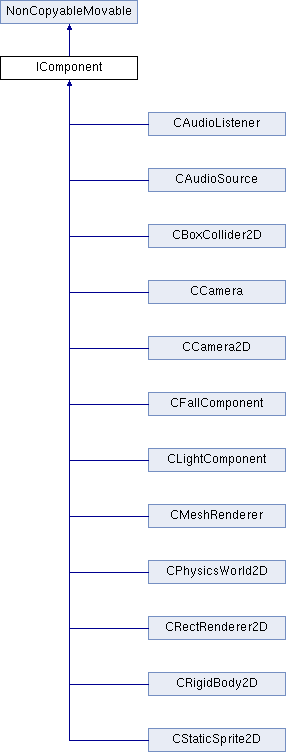 NonCopyableMovable
IComponent
CAudioListener
CAudioSource
CBoxCollider2D
CCamera
CCamera2D
CFallComponent
CLightComponent
CMeshRenderer
CPhysicsWorld2D
CRectRenderer2D
CRigidBody2D
CStaticSprite2D